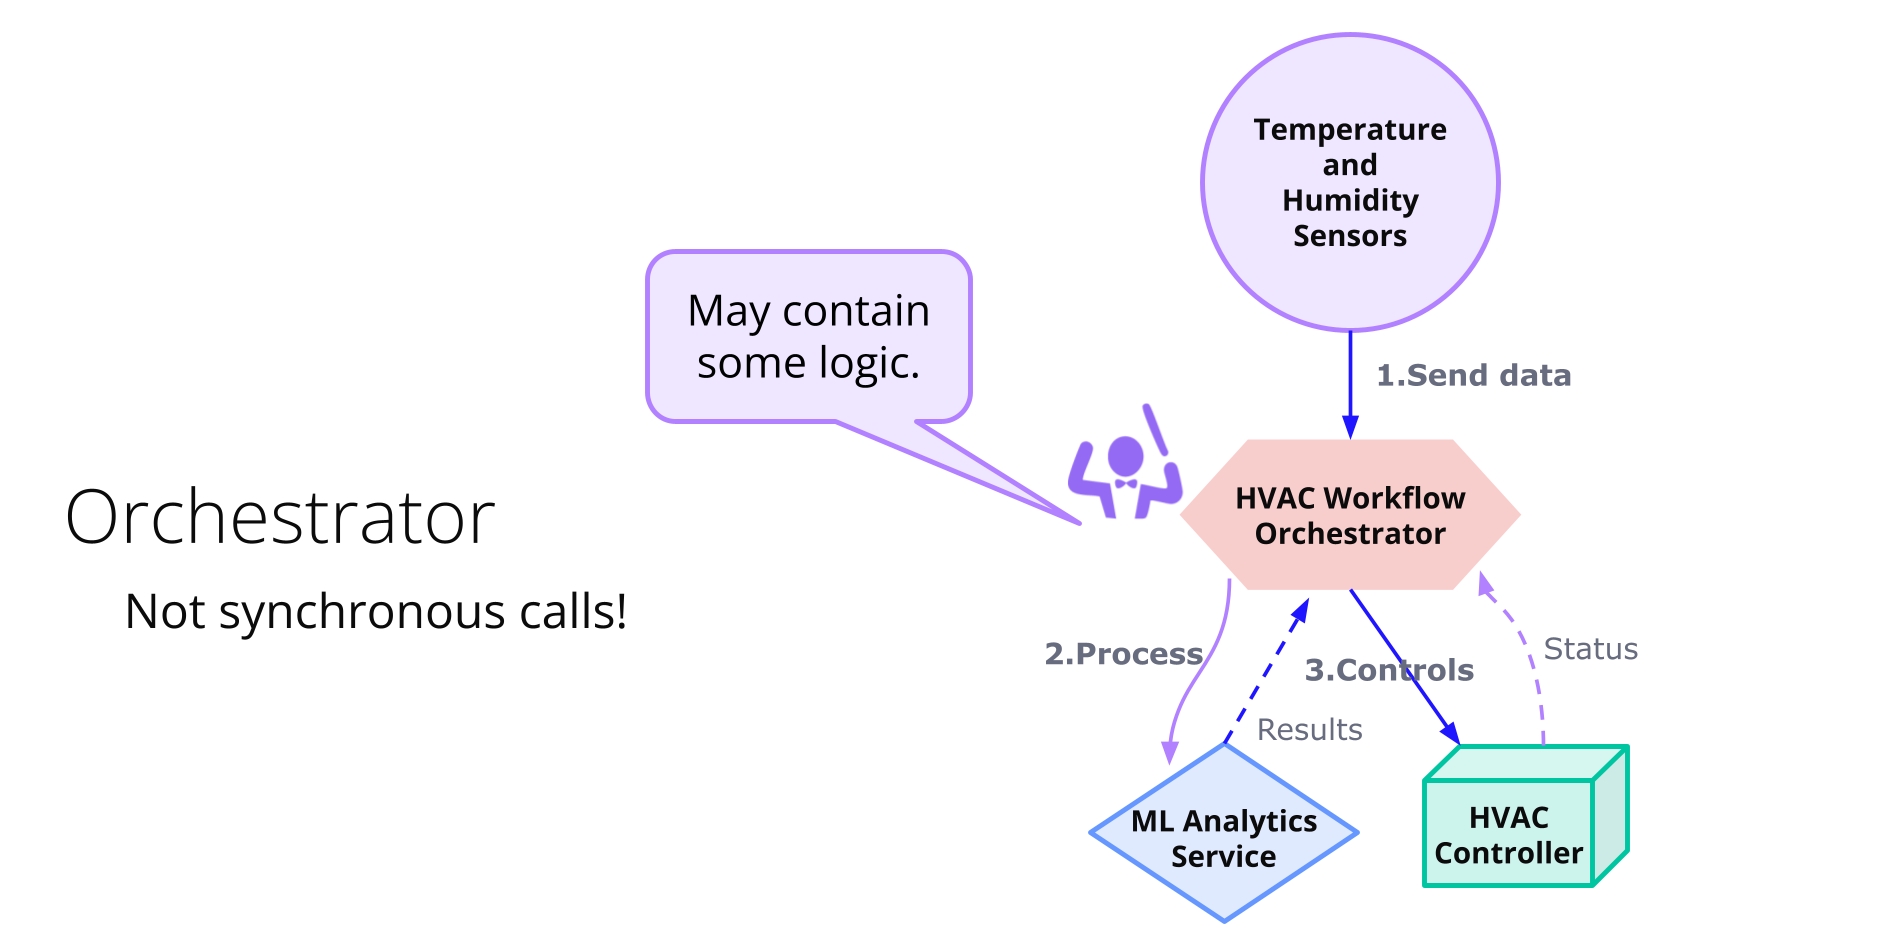 Orchestrator
Not synchronous calls!
May contain
some logic.
Temperature
and
Humidity
Sensors
1.Send data
HVAC Workflow
Orchestrator
2.Process
3.Controls
Status
Results
ML Analytics
Service
HVAC
Controller